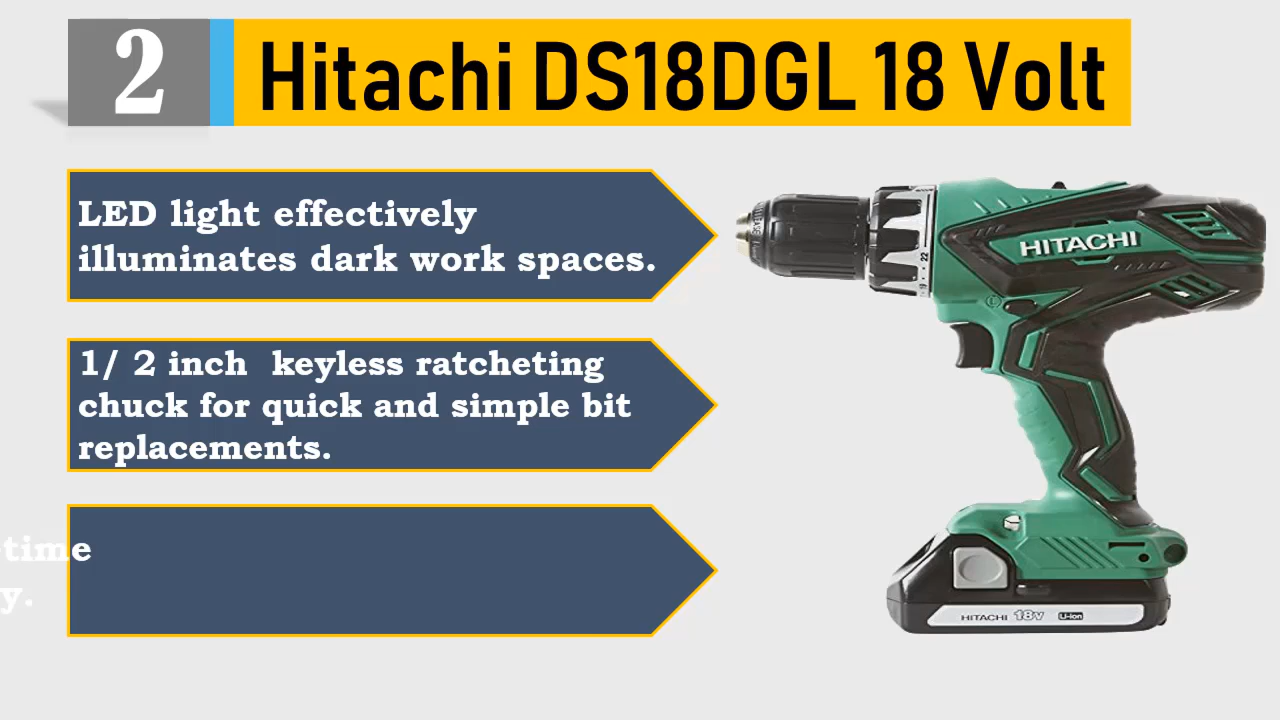 2
Hitachi DS18DGL 18 Volt
LED light effectively
illuminates dark work spaces.
1/ 2 inch  keyless ratcheting
chuck for quick and simple bit
replacements.
time
y.
HITACHI
22
HITACHI 18V Li-ion